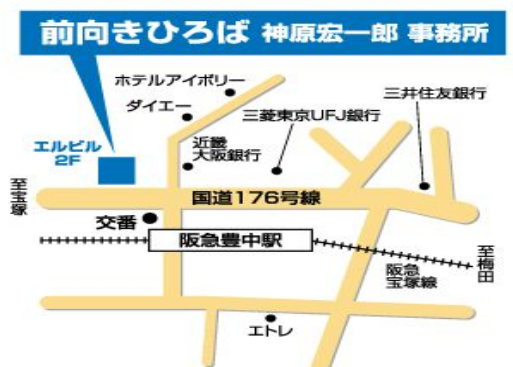 前向きひろば 神原宏一郎 事務所
ホテルアイボリー
ダイエー
三井住友銀行
三菱東京UFJ銀行
エルビル
2F
近畿
大阪銀行
至宝塚
国道176号線
交番
阪急豊中駅
至梅田
阪急
宝塚線
エトレ